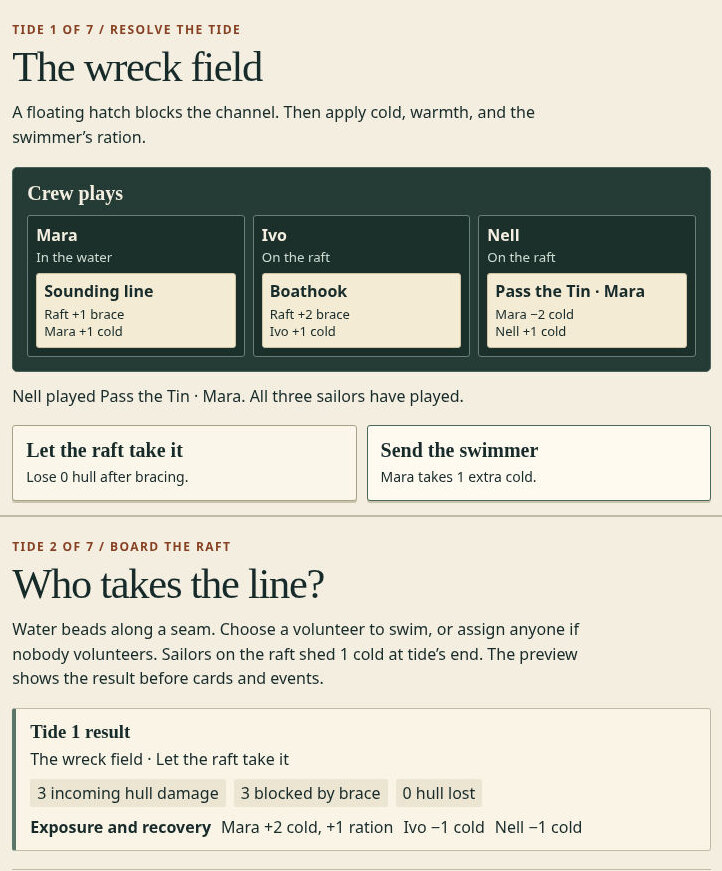 TIDE 1 OF 7 / RESOLVE THE TIDE
The wreck field
A floating hatch blocks the channel. Then apply cold, warmth, and the
swimmer’s ration.
Crew plays
Mara
In the water
Sounding line
Raft +1 brace
Mara +1 cold
Ivo
On the raft
Boathook
Raft +2 brace
Ivo +1 cold
Nell
On the raft
Pass the Tin · Mara
Mara −2 cold
Nell +1 cold
Nell played Pass the Tin · Mara. All three sailors have played.
Let the raft take it
Lose 0 hull after bracing.
Send the swimmer
Mara takes 1 extra cold.
TIDE 2 OF 7 / BOARD THE RAFT
Who takes the line?
Water beads along a seam. Choose a volunteer to swim, or assign anyone if
nobody volunteers. Sailors on the raft shed 1 cold at tide’s end. The preview
shows the result before cards and events.
Tide 1 result
The wreck field · Let the raft take it
3 incoming hull damage 3 blocked by brace 0 hull lost
Exposure and recovery Mara +2 cold, +1 ration Ivo −1 cold Nell −1 cold